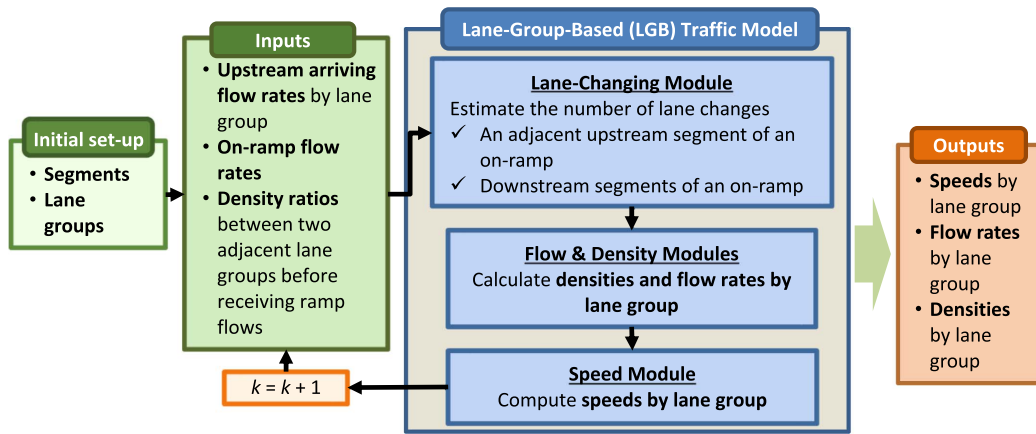 Initial set-up
• Segments
• Lane
groups
Inputs
• Upstream arriving
flow rates by lane
group
• On-ramp flow
rates
• Density ratios
between two
adjacent lane
groups before
receiving ramp
flows
Lane-Group-Based (LGB) Traffic Model
Lane-Changing Module
Estimate the number of lane changes
✓ An adjacent upstream segment of an
on-ramp
✓ Downstream segments of an on-ramp
Flow & Density Modules
Calculate densities and flow rates by
lane group
Speed Module
Compute speeds by lane group
k = k + 1
Outputs
• Speeds by
lane group
• Flow rates
by lane
group
• Densities
by lane
group